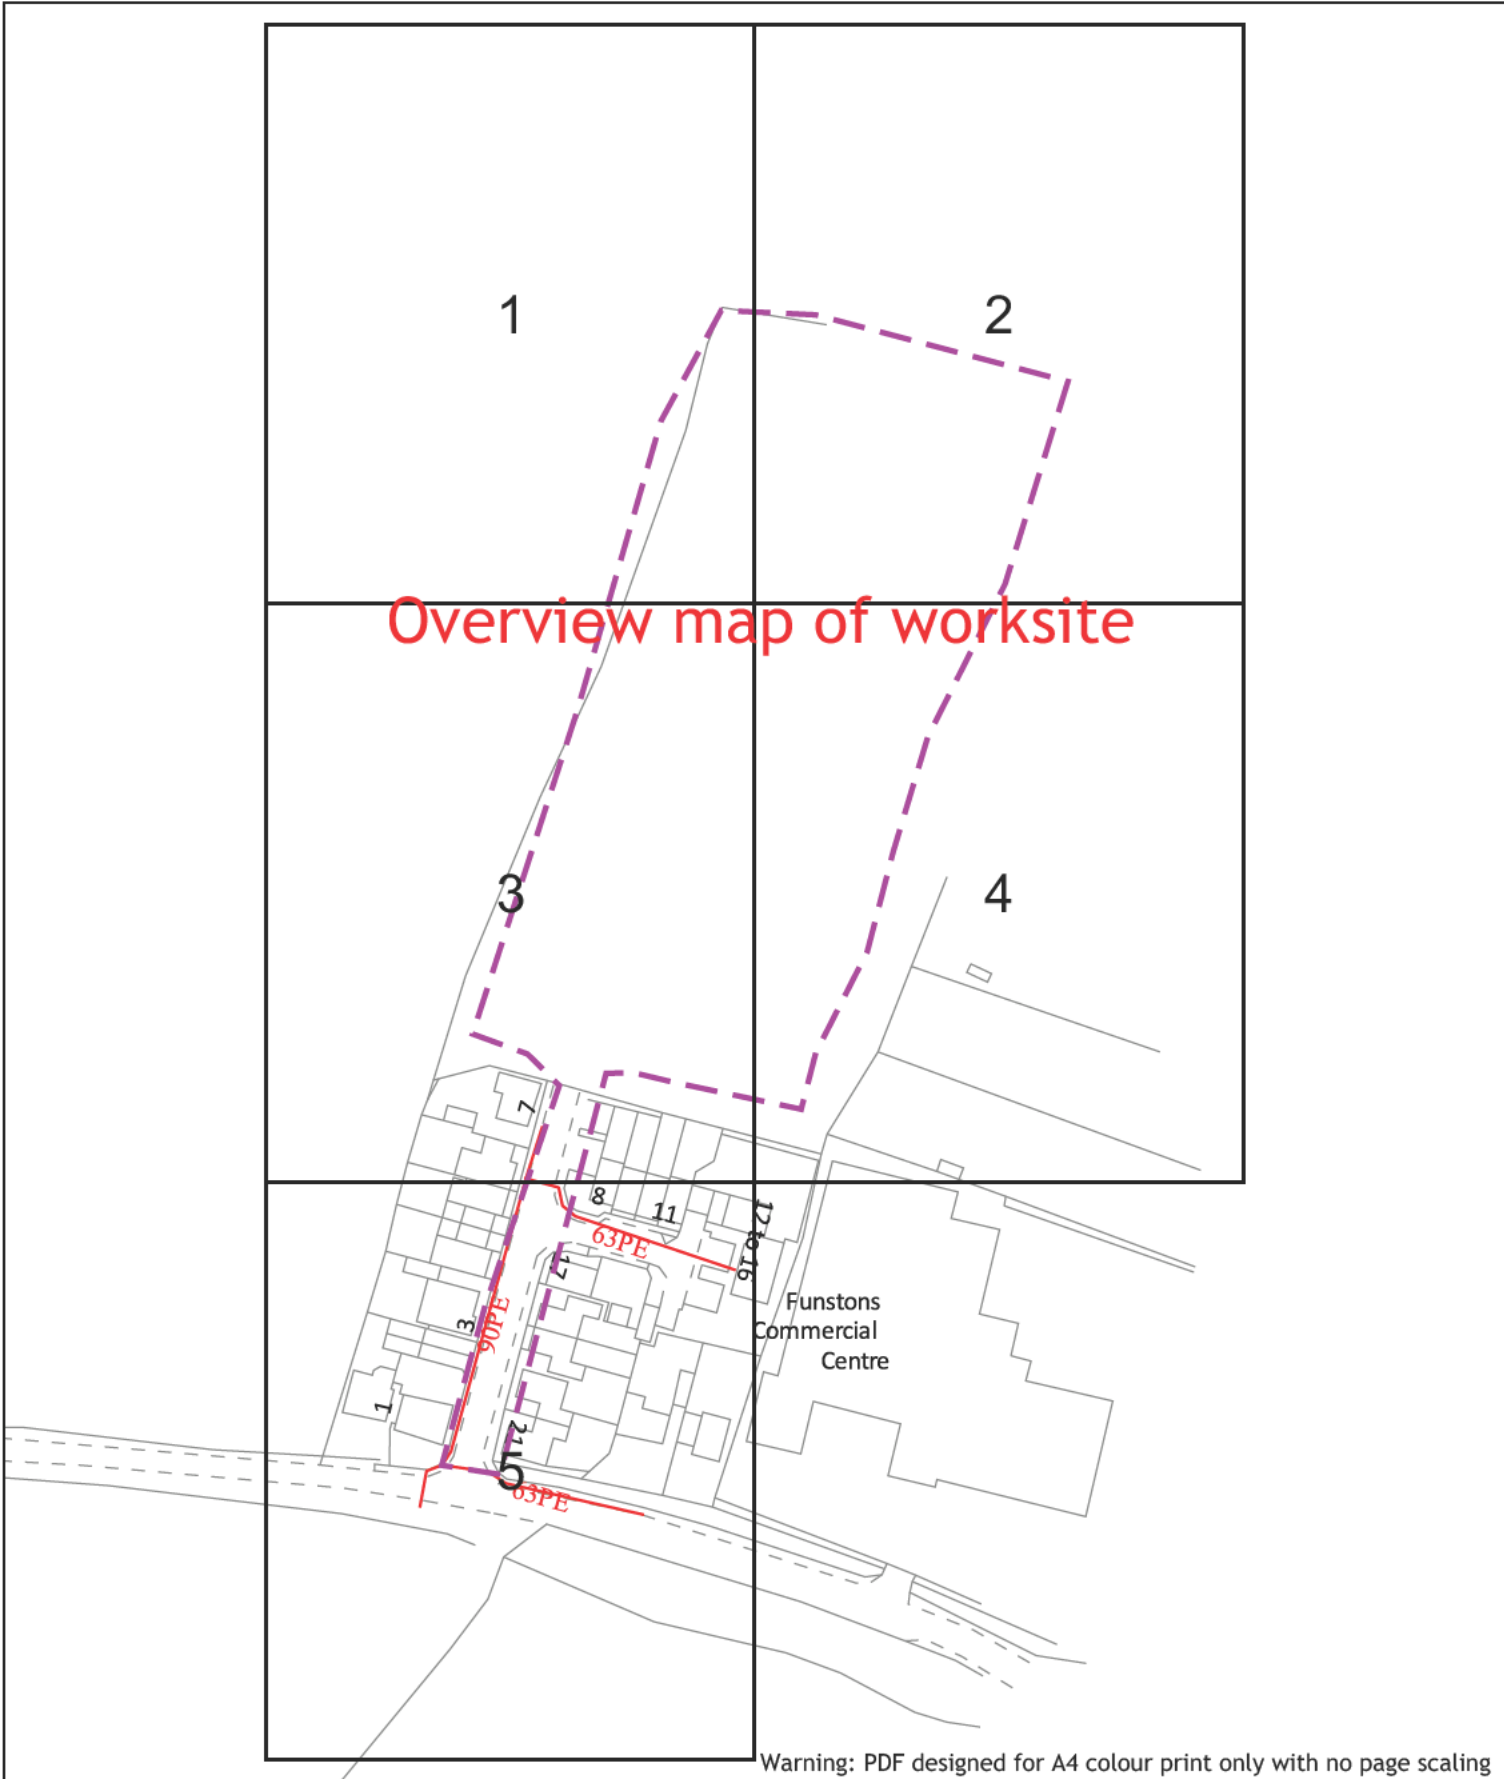 1
2
Overview map of worksite
3
4
7
8
11
12 to 16
63PE
17
Funstons
Commercial
Centre
3
90PE
1
21
5
63PE
Warning: PDF designed for A4 colour print only with no page scaling